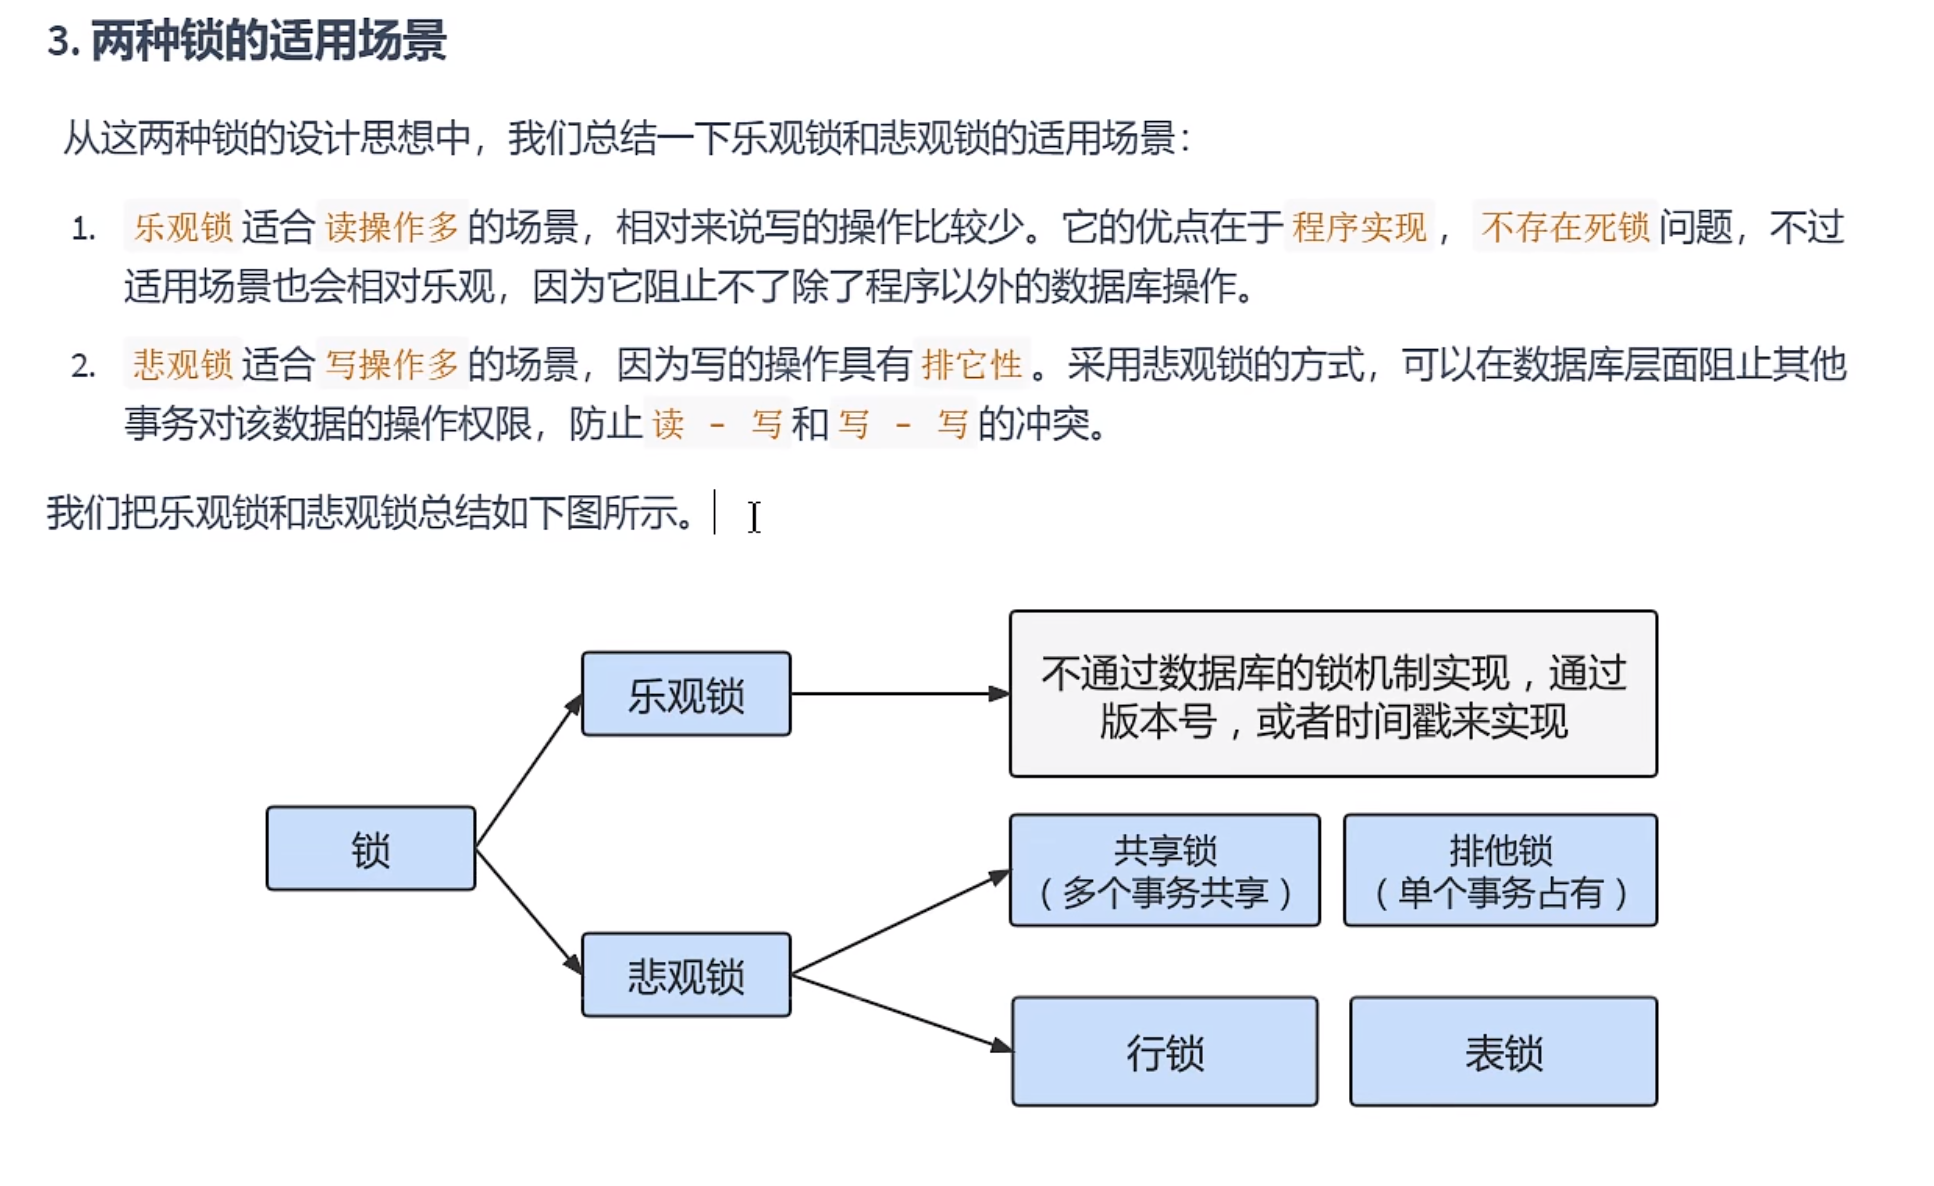 3. 两种锁的适用场景
从这两种锁的设计思想中，我们总结一下乐观锁和悲观锁的适用场景：
1. 乐观锁 适合 读操作多 的场景，相对来说写的操作比较少。它的优点在于 程序实现 ， 不存在死锁 问题，不过
适用场景也会相对乐观，因为它阻止不了除了程序以外的数据库操作。
2. 悲观锁 适合 写操作多 的场景，因为写的操作具有 排它性 。采用悲观锁的方式，可以在数据库层面阻止其他
事务对该数据的操作权限，防止 读 - 写 和 写 - 写 的冲突。
我们把乐观锁和悲观锁总结如下图所示。
乐观锁
不通过数据库的锁机制实现，通过
版本号，或者时间戳来实现
锁
共享锁
（多个事务共享）
排他锁
（单个事务占有）
悲观锁
行锁
表锁